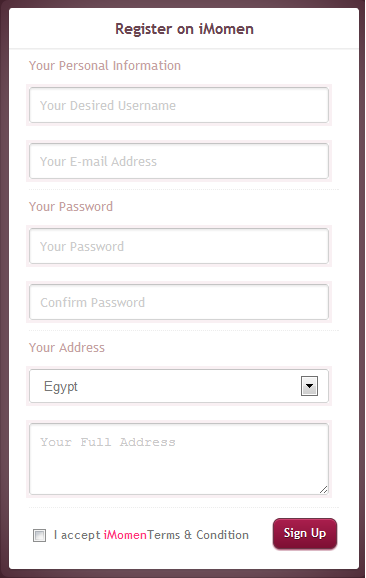 Register on iMomen
Your Personal Information
Your Desired Username
Your E-mail Address
Your Password
Your Password
Confirm Password
Your Address
Egypt
Your Full Address
I accept iMomenTerms & Condition
Sign Up